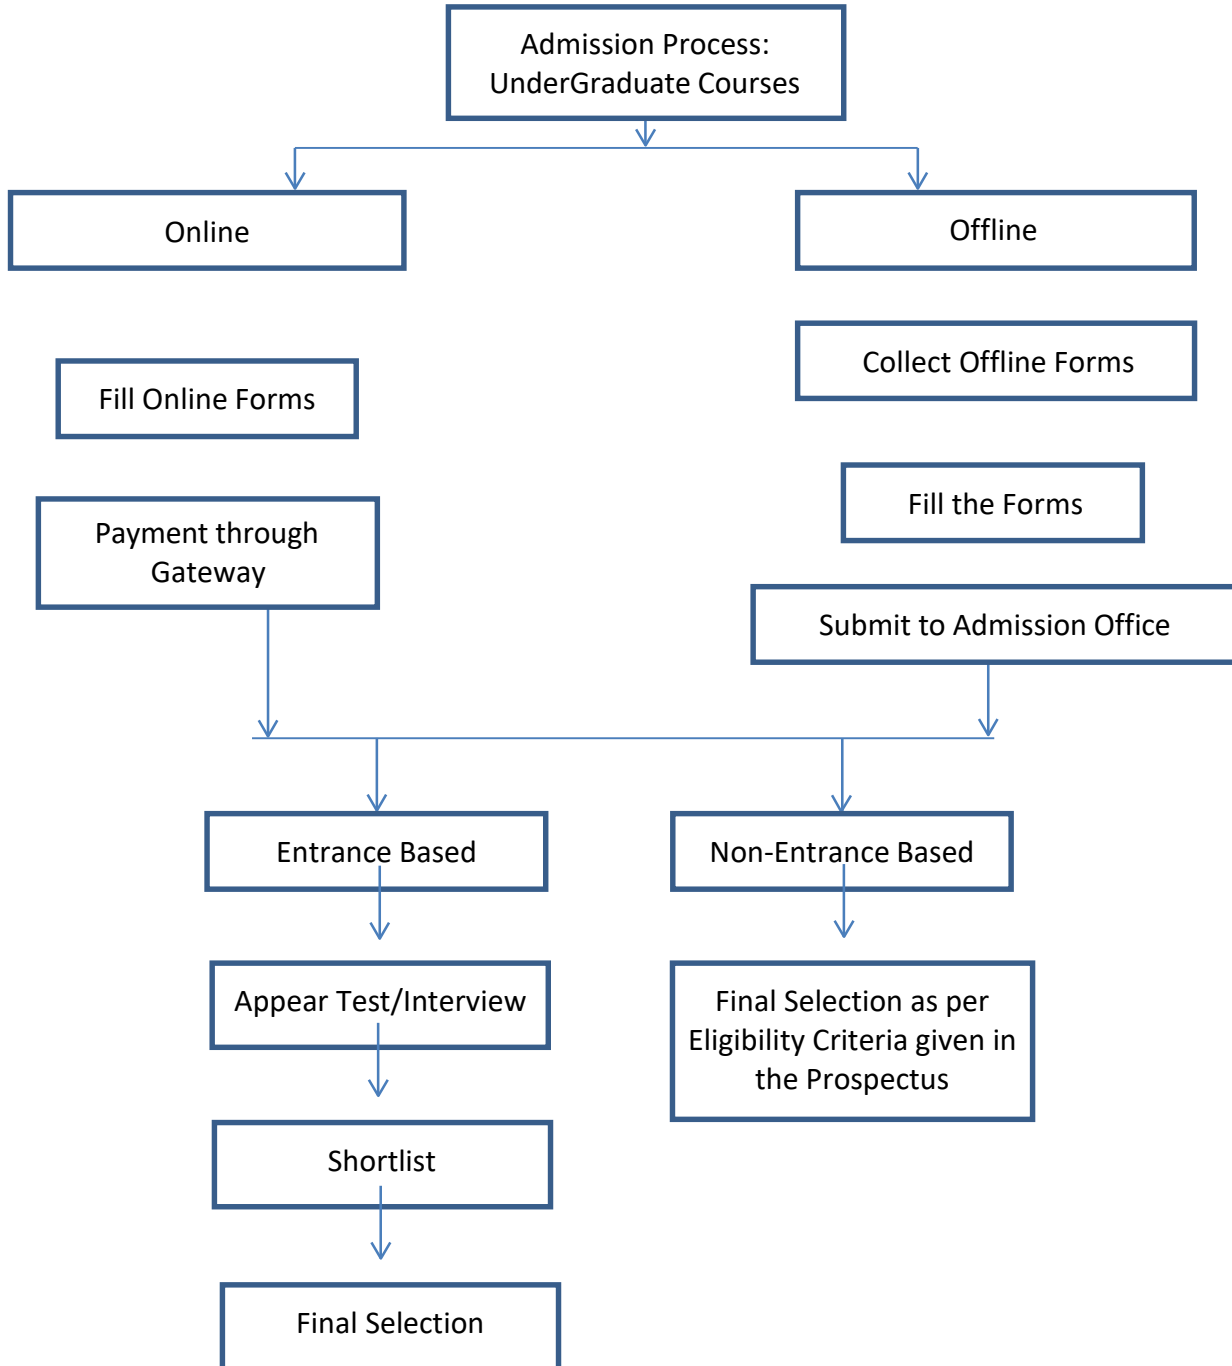 Admission Process:
UnderGraduate Courses
Online
Offline
Fill Online Forms
Collect Offline Forms
Payment through
Gateway
Fill the Forms
Submit to Admission Office
Entrance Based
Non-Entrance Based
Appear Test/Interview
Final Selection as per
Eligibility Criteria given in
the Prospectus
Shortlist
Final Selection